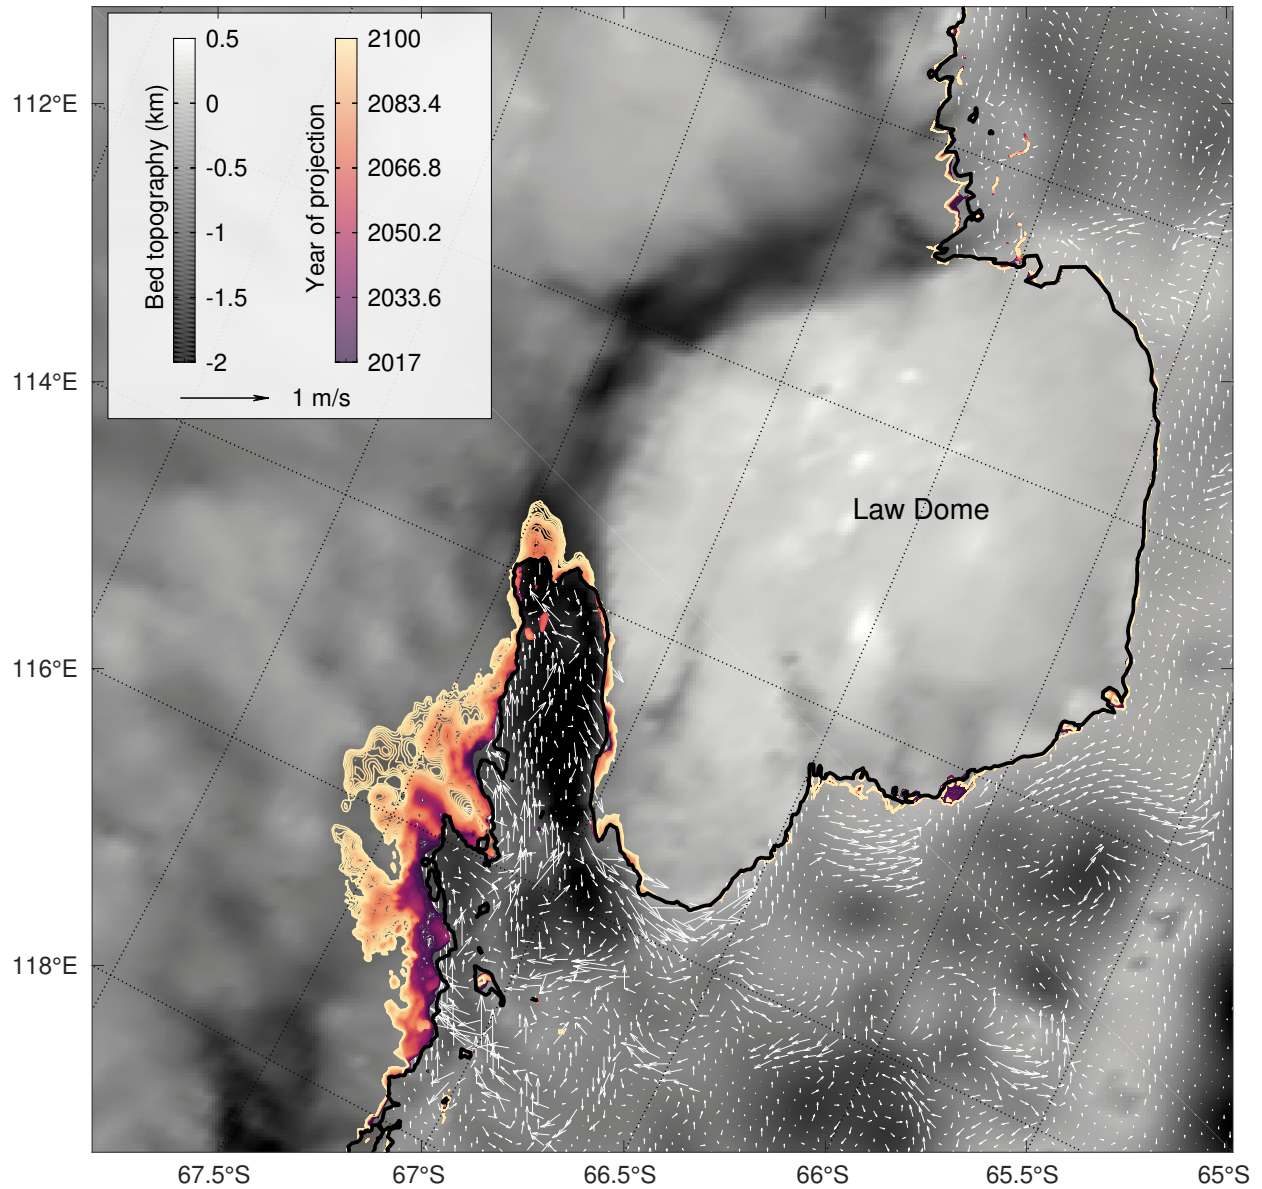 Bed topography (km)
0.5
0
-0.5
-1
-1.5
-2
Year of projection
2100
2083.4
2066.8
2050.2
2033.6
2017
1 m/s
112°E
114°E
116°E
118°E
Law Dome
67.5°S
67°S
66.5°S
66°S
65.5°S
65°S